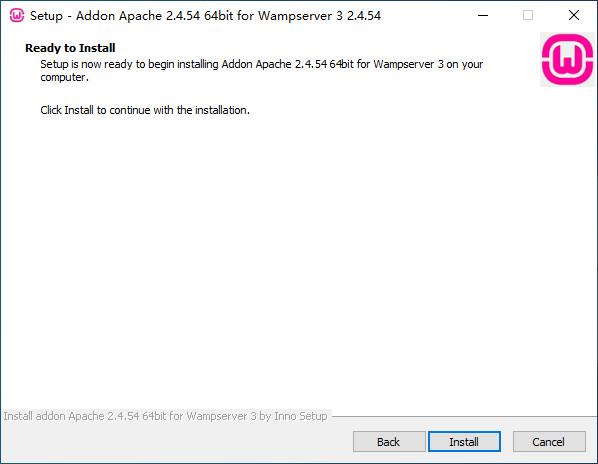 Setup - Addon Apache 2.4.54 64bit for Wampserver 3 2.4.54
Ready to Install
Setup is now ready to begin installing Addon Apache 2.4.54 64bit for Wampserver 3 on your
computer.
Click Install to continue with the installation.
Install addon Apache 2.4.54 64bit for Wampserver 3 by Inno Setup
Back
Install
Cancel